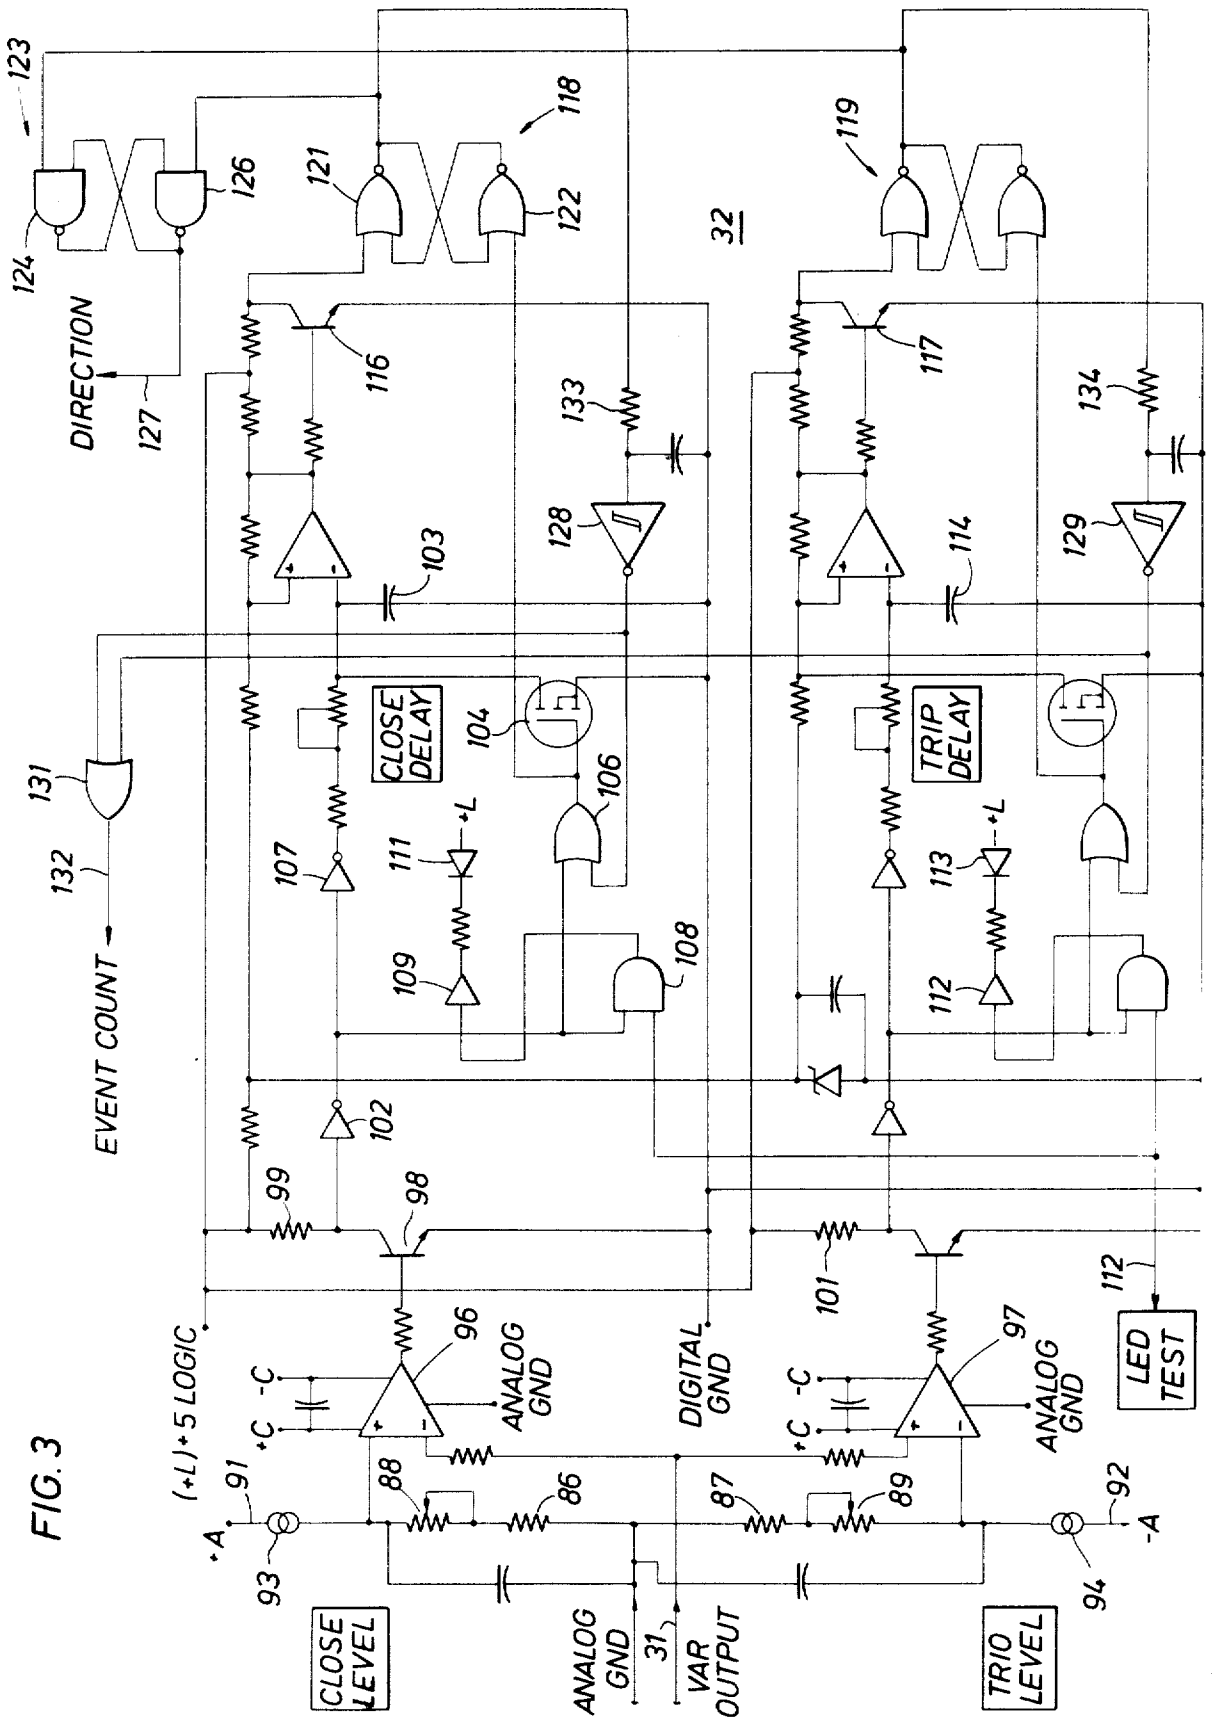 FIG. 3
+A
91
93
CLOSE
LEVEL
88
86
ANALOG
GND
31
VAR
OUTPUT
87
89
TRIO
LEVEL
94
92
-A
(+L)+5 LOGIC
+C
-C
+
-
96
ANALOG
GND
DIGITAL
GND
+C
-C
+
-
97
ANALOG
GND
LED
TEST
112
99
98
101
102
EVENT COUNT
132
131
107
109
111
+L
108
106
CLOSE
DELAY
104
103
+
-
128
133
116
DIRECTION
127
124
123
126
121
122
118
32
112
113
+L
TRIP
DELAY
114
+
-
129
134
117
119